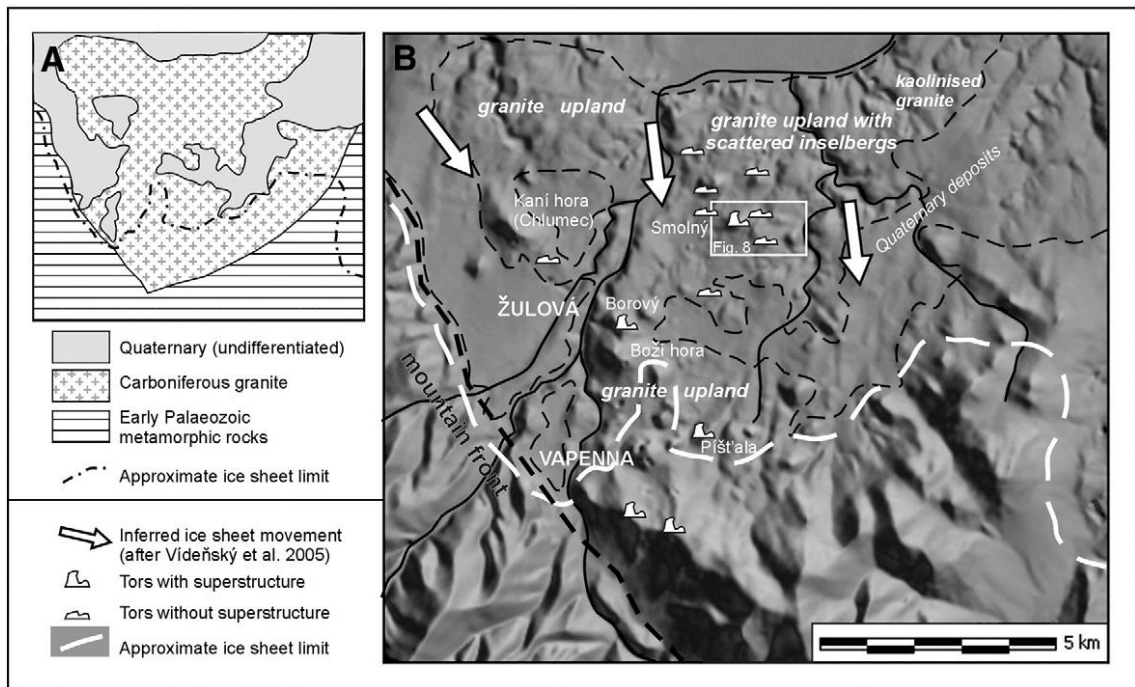 A
Quaternary (undifferentiated)
Carboniferous granite
Early Palaeozoic
metamorphic rocks
Approximate ice sheet limit
Inferred ice sheet movement
(after Vídeňský et al. 2005)
Tors with superstructure
Tors without superstructure
Approximate ice sheet limit
B
granite upland
kaolinised
granite
granite upland with
scattered inselbergs
Kaní hora
(Chlumec)
Smolný
Fig. 8
Quaternary deposits
ŽULOVÁ
Borový
Boží hora
granite upland
mountain front
Píšťala
VAPENNA
5 km